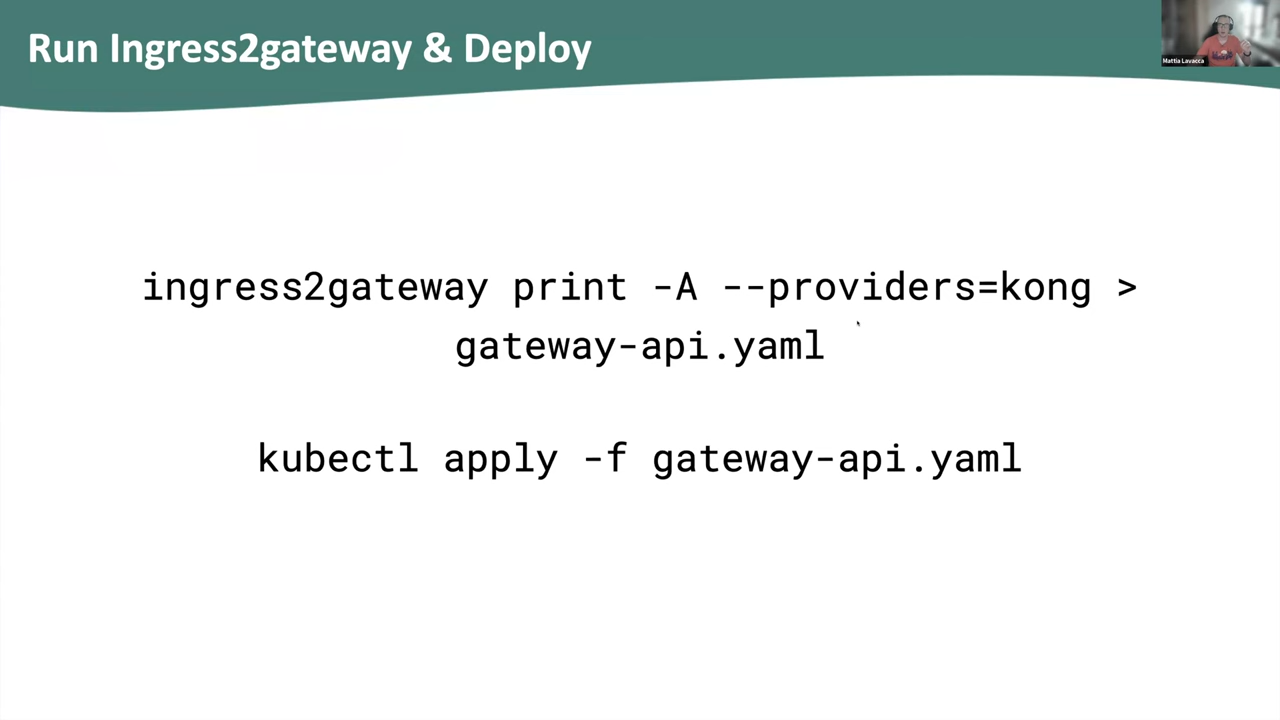 Run Ingress2gateway & Deploy
Mattia Lavacca
ingress2gateway print -A --providers=kong >
gateway-api.yaml
kubectl apply -f gateway-api.yaml